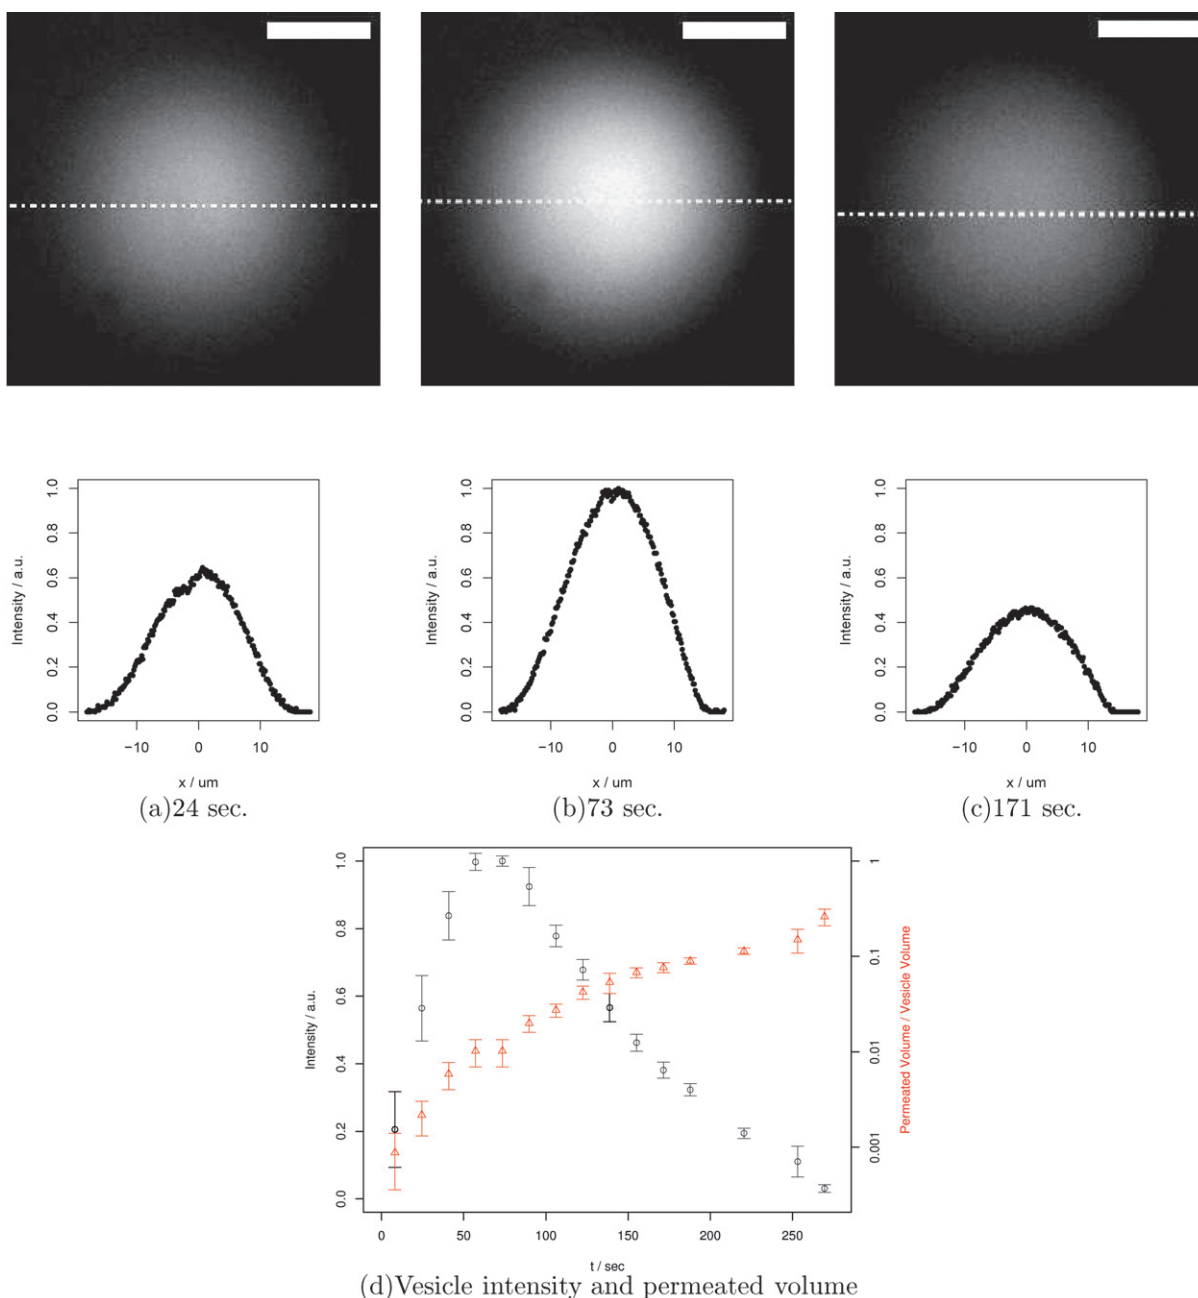 1.0
0.8
0.6
0.4
0.2
0.0
Intensity / a.u.
−10 0 10
x / um
(a)24 sec.
1.0
0.8
0.6
0.4
0.2
0.0
Intensity / a.u.
−10 0 10
x / um
(b)73 sec.
1.0
0.8
0.6
0.4
0.2
0.0
Intensity / a.u.
−10 0 10
x / um
(c)171 sec.
1.0
0.8
0.6
0.4
0.2
0.0
Intensity / a.u.
1
0.1
0.01
0.001
Permeated Volume / Vesicle Volume
0 50 100 150 200 250
t / sec
(d)Vesicle intensity and permeated volume